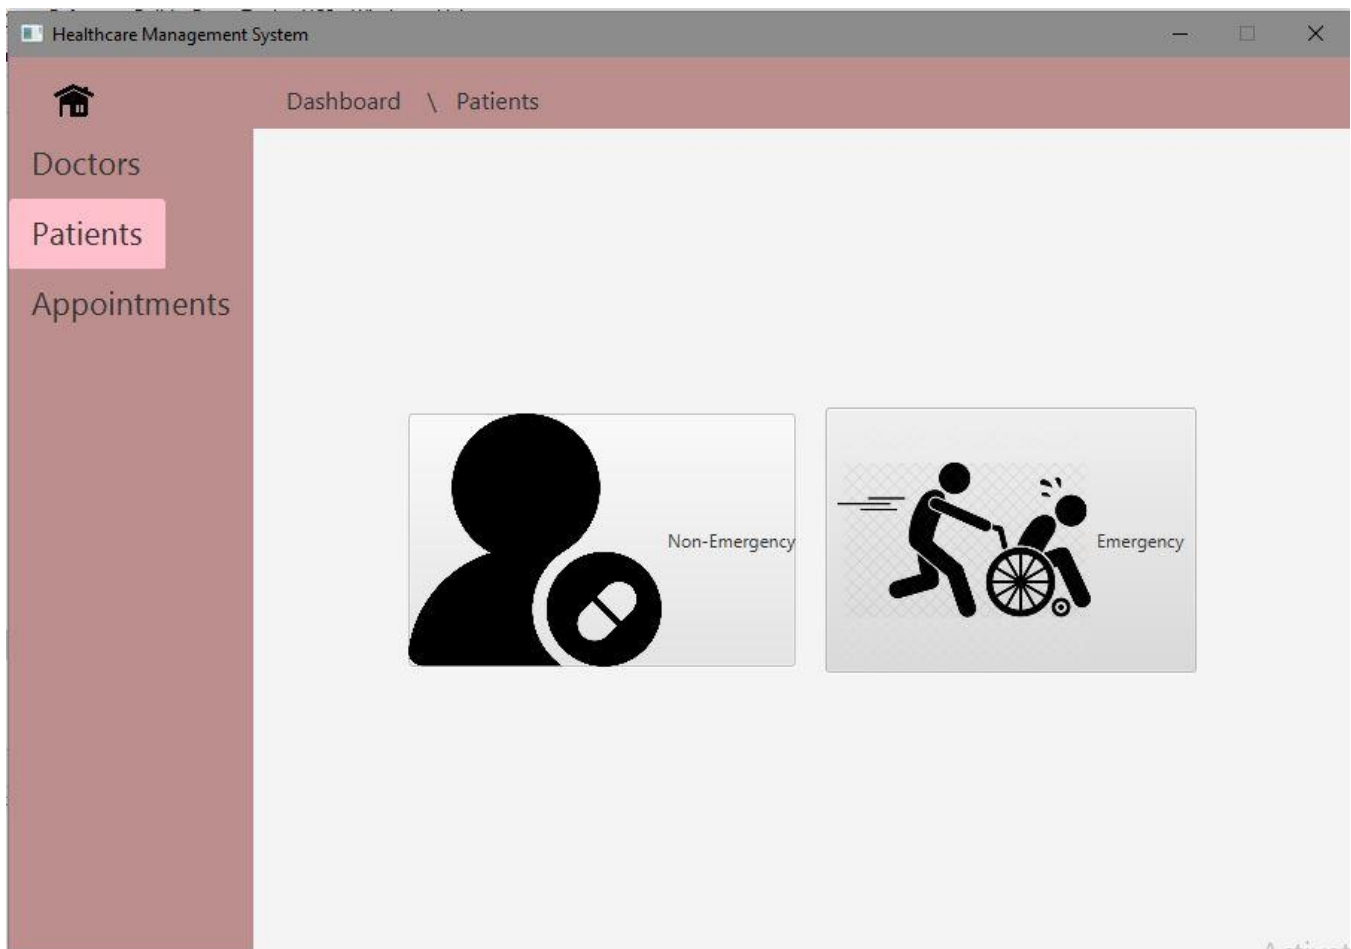 Healthcare Management System
Dashboard \ Patients
Doctors
Patients
Appointments
Non-Emergency
Emergency